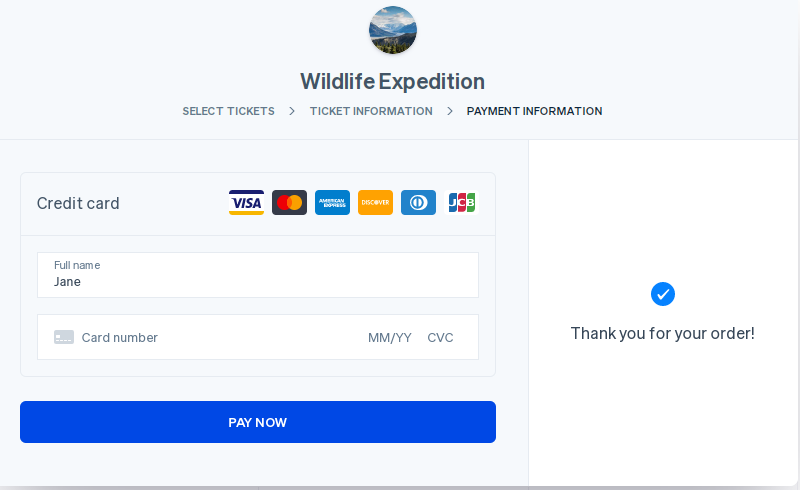 Wildlife Expedition
SELECT TICKETS > TICKET INFORMATION > PAYMENT INFORMATION
Credit card
VISA
AMERICAN EXPRESS
DISCOVER
JCB
Full name
Jane
Card number MM/YY CVC
PAY NOW
Thank you for your order!